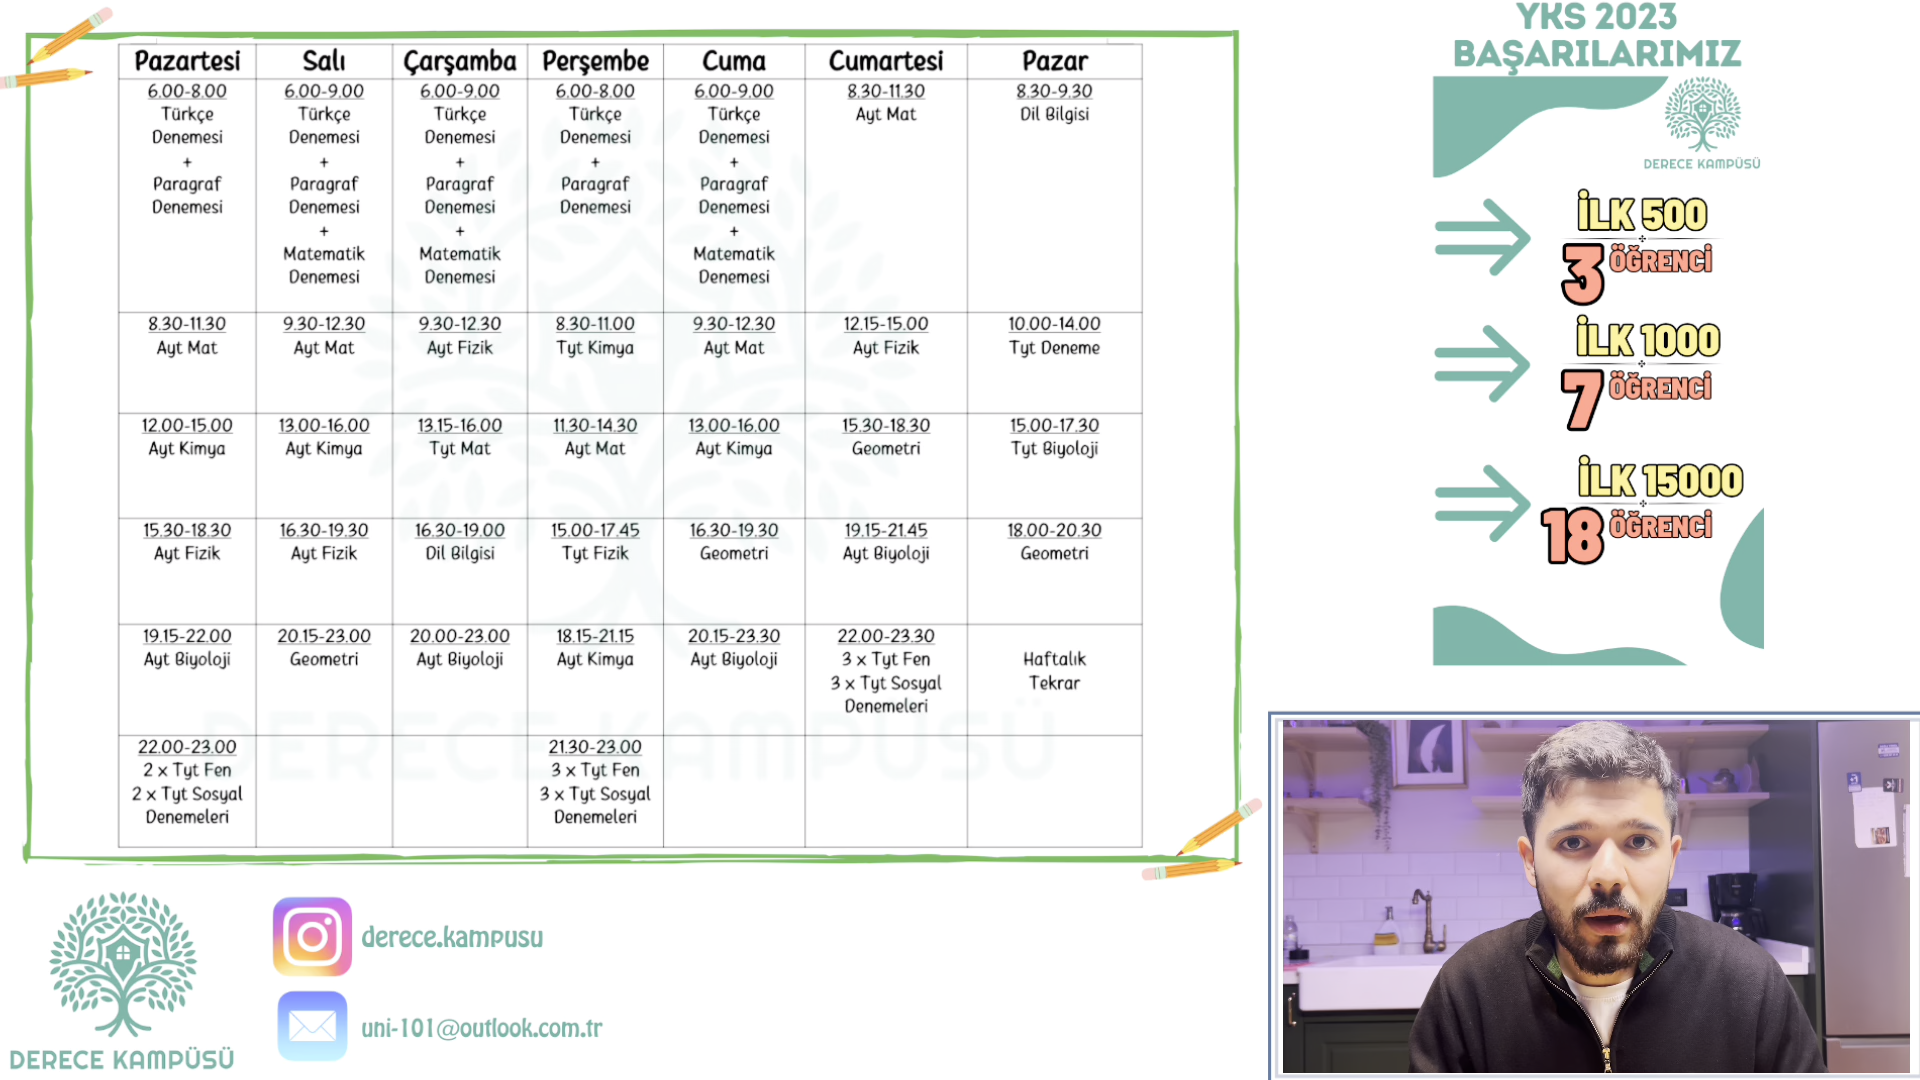 Pazartesi Salı Çarşamba Perşembe Cuma Cumartesi Pazar
6.00-8.00
Türkçe
Denemesi
+
Paragraf
Denemesi
6.00-9.00
Türkçe
Denemesi
+
Paragraf
Denemesi
+
Matematik
Denemesi
6.00-9.00
Türkçe
Denemesi
+
Paragraf
Denemesi
+
Matematik
Denemesi
6.00-8.00
Türkçe
Denemesi
+
Paragraf
Denemesi
6.00-9.00
Türkçe
Denemesi
+
Paragraf
Denemesi
+
Matematik
Denemesi
8.30-11.30
Ayt Mat
8.30-9.30
Dil Bilgisi
8.30-11.30
Ayt Mat
9.30-12.30
Ayt Mat
9.30-12.30
Ayt Fizik
8.30-11.00
Tyt Kimya
9.30-12.30
Ayt Mat
12.15-15.00
Ayt Fizik
10.00-14.00
Tyt Deneme
12.00-15.00
Ayt Kimya
13.00-16.00
Ayt Kimya
13.15-16.00
Tyt Mat
11.30-14.30
Ayt Mat
13.00-16.00
Ayt Kimya
15.30-18.30
Geometri
15.00-17.30
Tyt Biyoloji
15.30-18.30
Ayt Fizik
16.30-19.30
Ayt Fizik
16.30-19.00
Dil Bilgisi
15.00-17.45
Tyt Fizik
16.30-19.30
Geometri
19.15-21.45
Ayt Biyoloji
18.00-20.30
Geometri
19.15-22.00
Ayt Biyoloji
20.15-23.00
Geometri
20.00-23.00
Ayt Biyoloji
18.15-21.15
Ayt Kimya
20.15-23.30
Ayt Biyoloji
22.00-23.30
3 x Tyt Fen
3 x Tyt Sosyal
Denemeleri
Haftalık
Tekrar
22.00-23.00
2 x Tyt Fen
2 x Tyt Sosyal
Denemeleri
21.30-23.00
3 x Tyt Fen
3 x Tyt Sosyal
Denemeleri
DERECE KAMPÜSÜ
YKS 2023
BAŞARILARIMIZ
DERECE KAMPÜSÜ
İLK 500
3 ÖĞRENCİ
İLK 1000
7 ÖĞRENCİ
İLK 15000
18 ÖĞRENCİ
DERECE KAMPÜSÜ
derece.kampusu
uni-101@outlook.com.tr